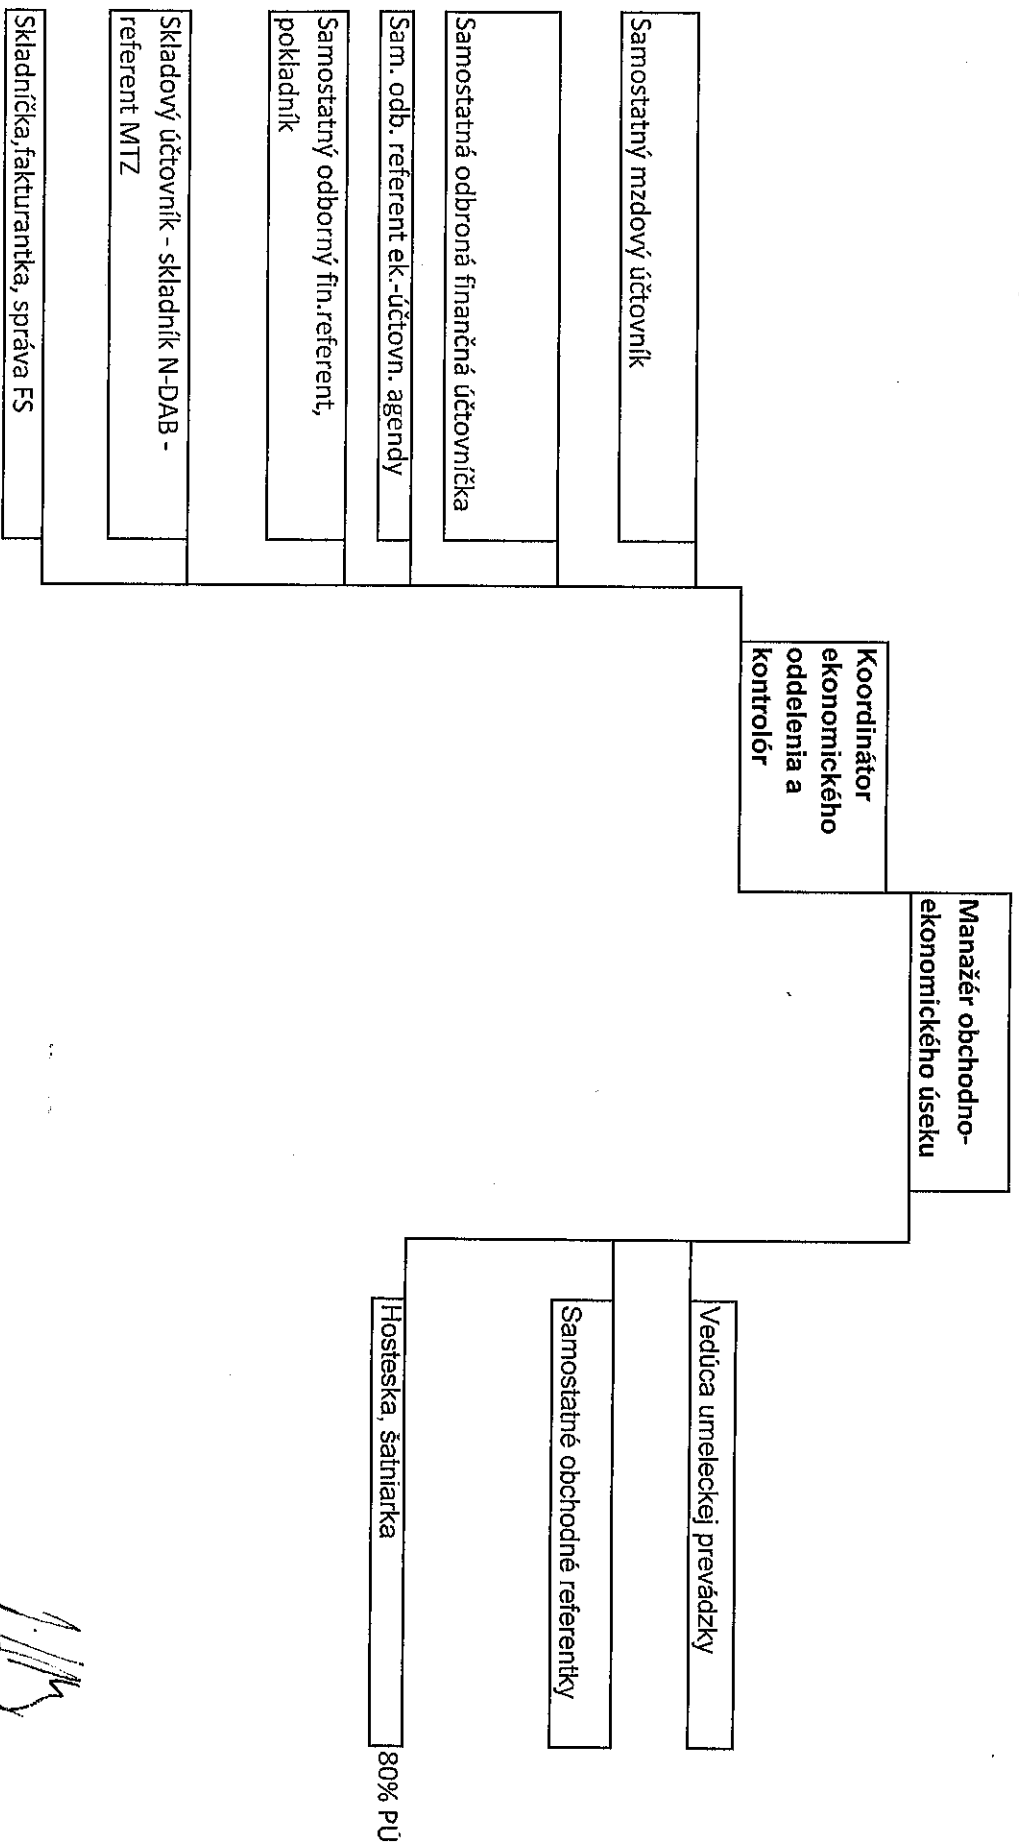 Manažér obchodno-
ekonomického úseku
Koordinátor
ekonomického
oddelenia a
kontrolór
Samostatný mzdový účtovník
Samostatná odbroná finančná účtovníčka
Sam. odb. referent ek.-účtovn. agendy
Samostatný odborný fin.referent,
pokladník
Skladový účtovník - skladník N-DAB -
referent MTZ
Skladníčka,fakturantka, správa FS
Vedúca umeleckej prevádzky
Samostatné obchodné referentky
Hosteska, šatniarka
80% PÚ